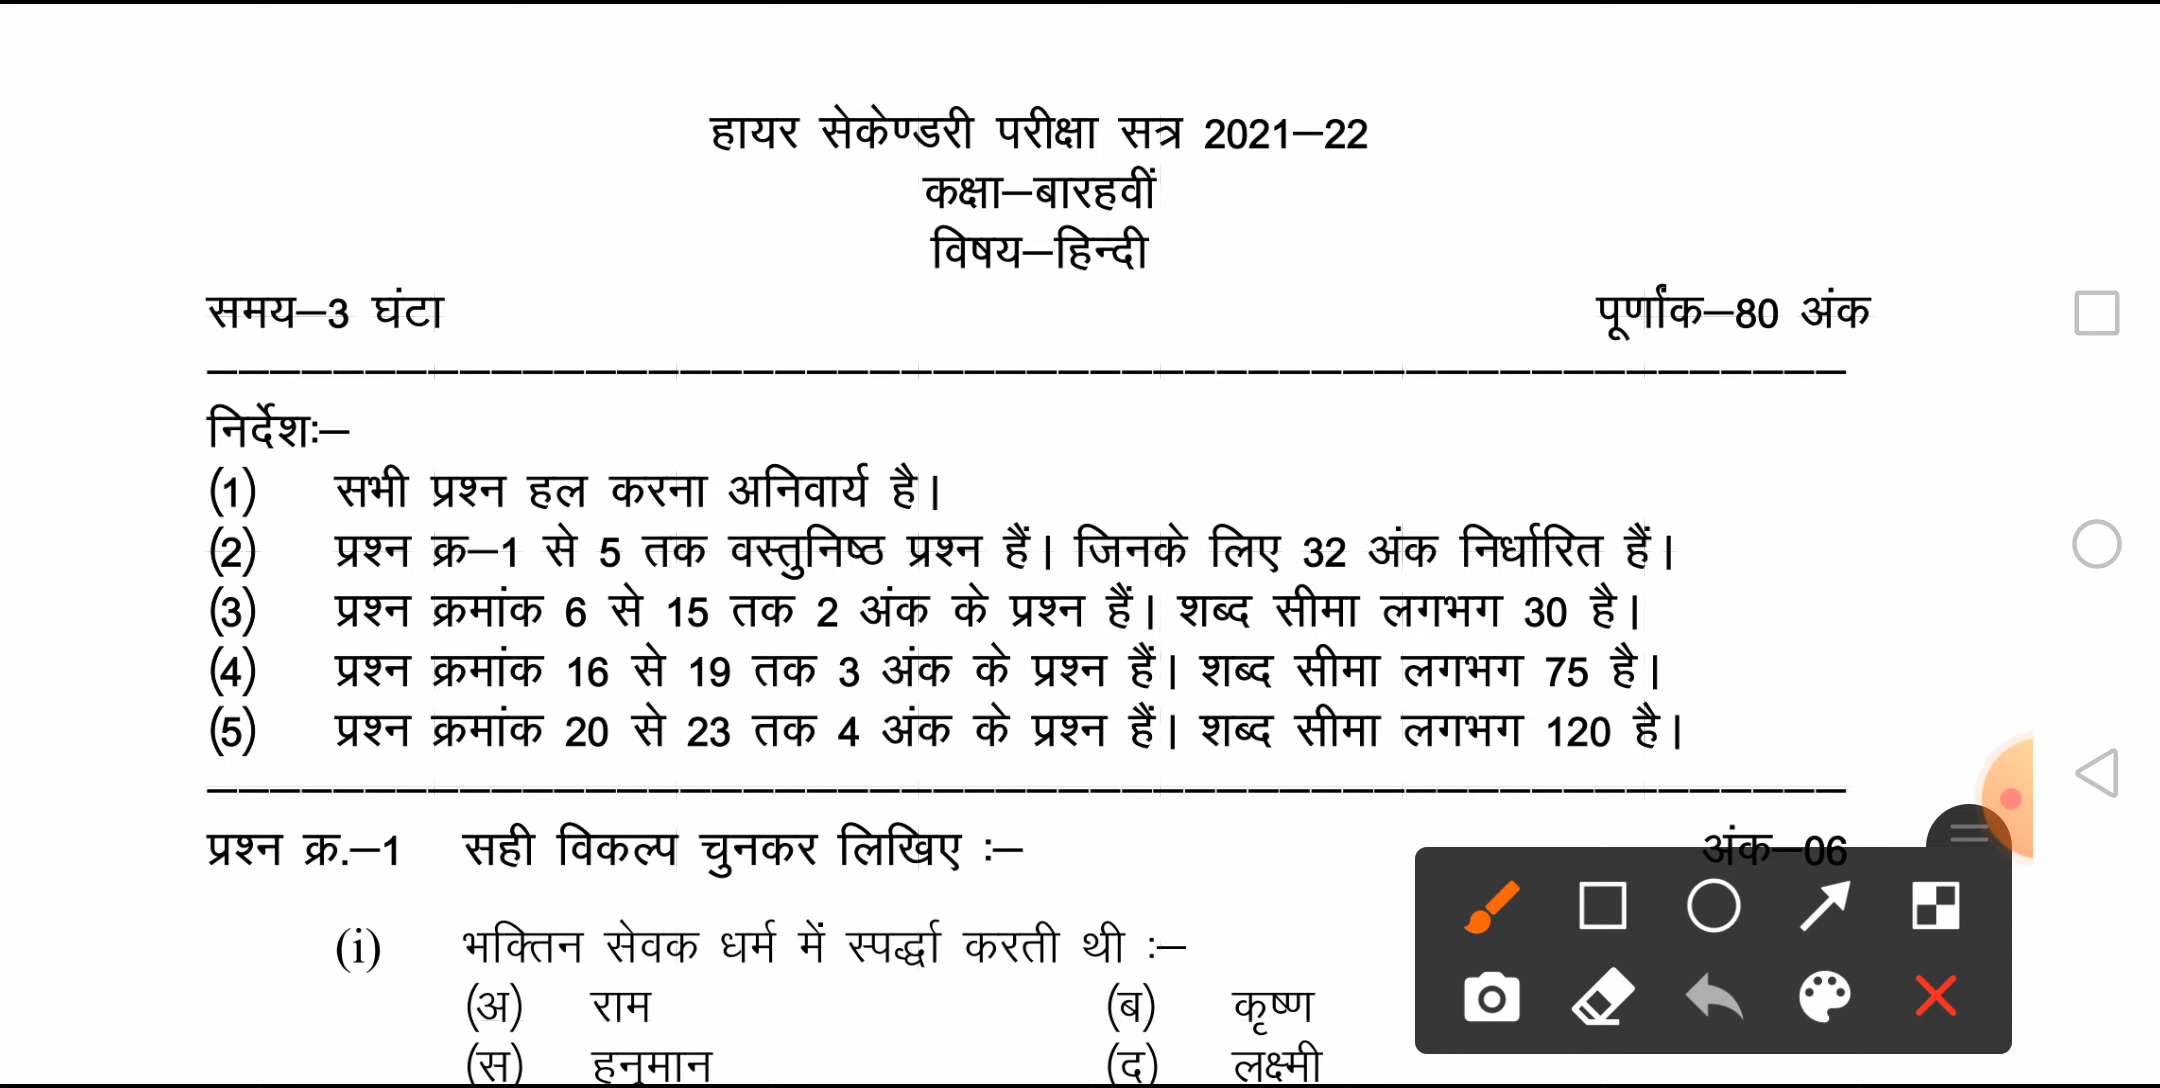 हायर सेकेण्डरी परीक्षा सत्र 2021–22
कक्षा–बारहवीं
विषय–हिन्दी
समय–3 घंटा पूर्णांक–80 अंक
निर्देशः–
(1) सभी प्रश्न हल करना अनिवार्य है।
(2) प्रश्न क्र–1 से 5 तक वस्तुनिष्ठ प्रश्न हैं। जिनके लिए 32 अंक निर्धारित हैं।
(3) प्रश्न क्रमांक 6 से 15 तक 2 अंक के प्रश्न हैं। शब्द सीमा लगभग 30 है।
(4) प्रश्न क्रमांक 16 से 19 तक 3 अंक के प्रश्न हैं। शब्द सीमा लगभग 75 है।
(5) प्रश्न क्रमांक 20 से 23 तक 4 अंक के प्रश्न हैं। शब्द सीमा लगभग 120 है।
प्रश्न क्र.–1 सही विकल्प चुनकर लिखिए :– अंक–06
(i) भक्तिन सेवक धर्म में स्पर्द्धा करती थी :–
(अ) राम (ब) कृष्ण
(स) हनुमान (द) लक्ष्मी